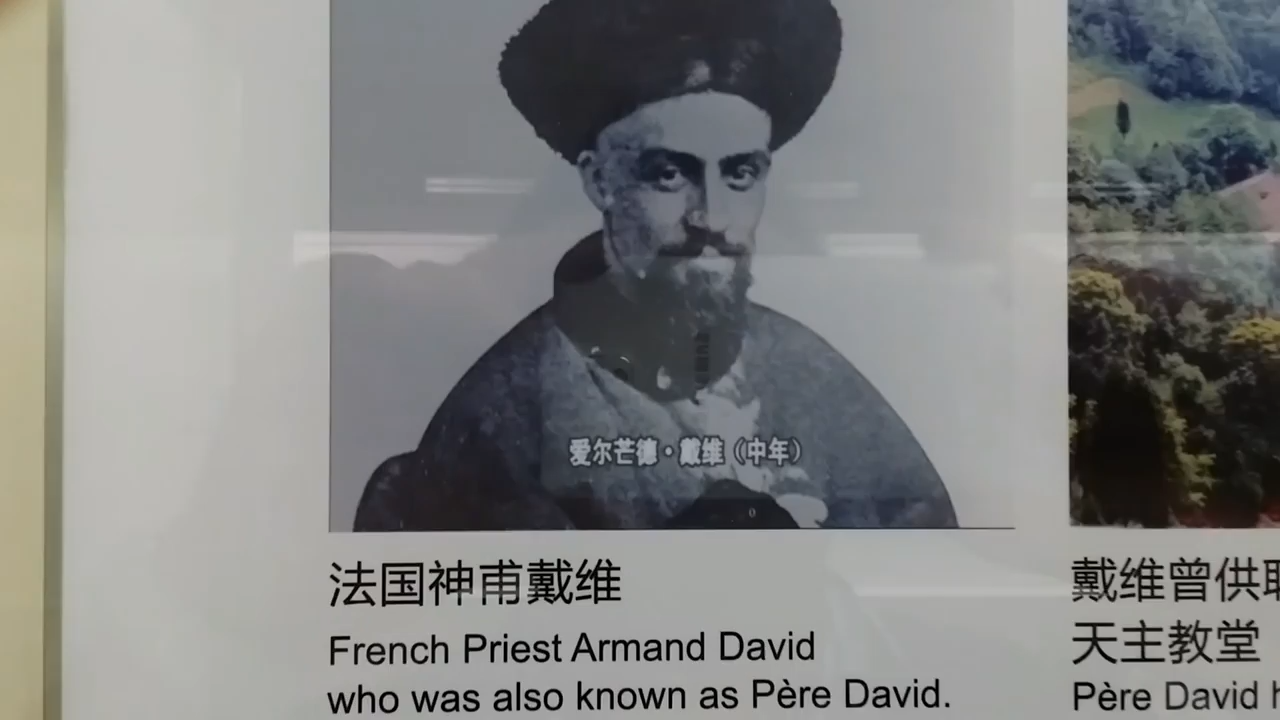 爱尔芒德·戴维（中年）
法国神甫戴维
French Priest Armand David
who was also known as Père David.
戴维曾供
天主教堂
Père David